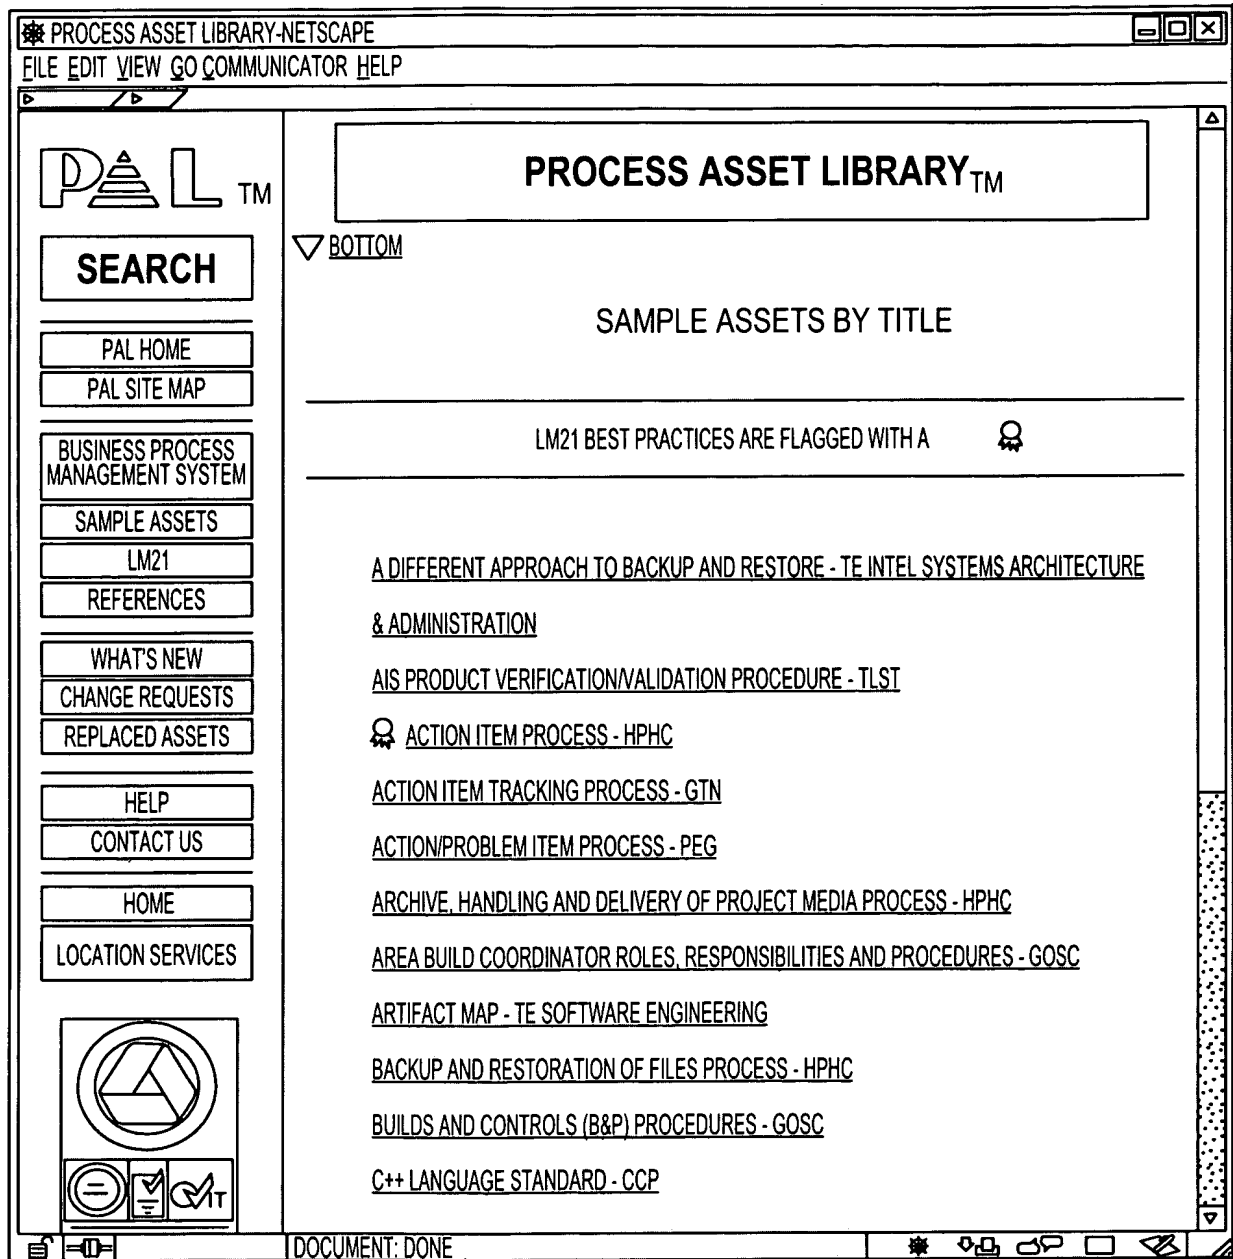 PROCESS ASSET LIBRARY-NETSCAPE
FILE EDIT VIEW GO COMMUNICATOR HELP
PAL TM
SEARCH
PAL HOME
PAL SITE MAP
BUSINESS PROCESS
MANAGEMENT SYSTEM
SAMPLE ASSETS
LM21
REFERENCES
WHAT'S NEW
CHANGE REQUESTS
REPLACED ASSETS
HELP
CONTACT US
HOME
LOCATION SERVICES
IT
PROCESS ASSET LIBRARY TM
BOTTOM
SAMPLE ASSETS BY TITLE
LM21 BEST PRACTICES ARE FLAGGED WITH A
A DIFFERENT APPROACH TO BACKUP AND RESTORE - TE INTEL SYSTEMS ARCHITECTURE
& ADMINISTRATION
AIS PRODUCT VERIFICATION/VALIDATION PROCEDURE - TLST
ACTION ITEM PROCESS - HPHC
ACTION ITEM TRACKING PROCESS - GTN
ACTION/PROBLEM ITEM PROCESS - PEG
ARCHIVE, HANDLING AND DELIVERY OF PROJECT MEDIA PROCESS - HPHC
AREA BUILD COORDINATOR ROLES, RESPONSIBILITIES AND PROCEDURES - GOSC
ARTIFACT MAP - TE SOFTWARE ENGINEERING
BACKUP AND RESTORATION OF FILES PROCESS - HPHC
BUILDS AND CONTROLS (B&P) PROCEDURES - GOSC
C++ LANGUAGE STANDARD - CCP
DOCUMENT: DONE